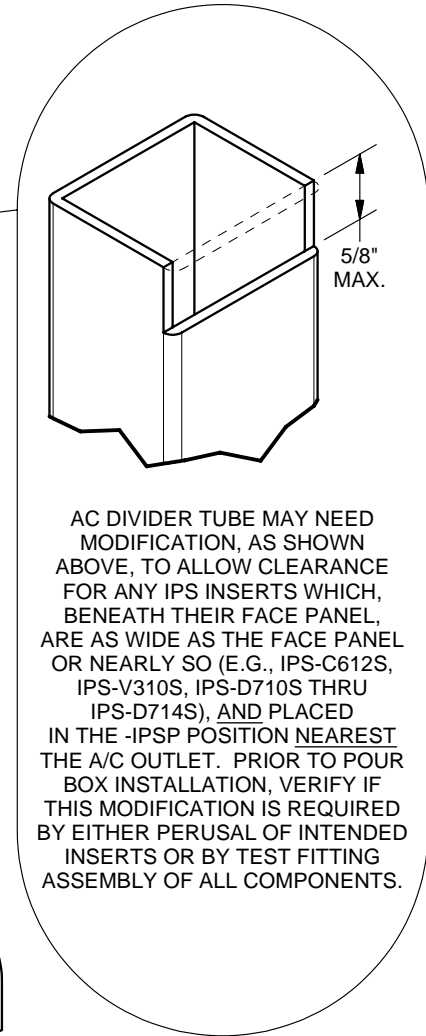 5/8"
MAX.
AC DIVIDER TUBE MAY NEED
MODIFICATION, AS SHOWN
ABOVE, TO ALLOW CLEARANCE
FOR ANY IPS INSERTS WHICH,
BENEATH THEIR FACE PANEL,
ARE AS WIDE AS THE FACE PANEL
OR NEARLY SO (E.G., IPS-C612S,
IPS-V310S, IPS-D710S THRU
IPS-D714S), AND PLACED
IN THE -IPSP POSITION NEAREST
THE A/C OUTLET. PRIOR TO POUR
BOX INSTALLATION, VERIFY IF
THIS MODIFICATION IS REQUIRED
BY EITHER PERUSAL OF INTENDED
INSERTS OR BY TEST FITTING
ASSEMBLY OF ALL COMPONENTS.